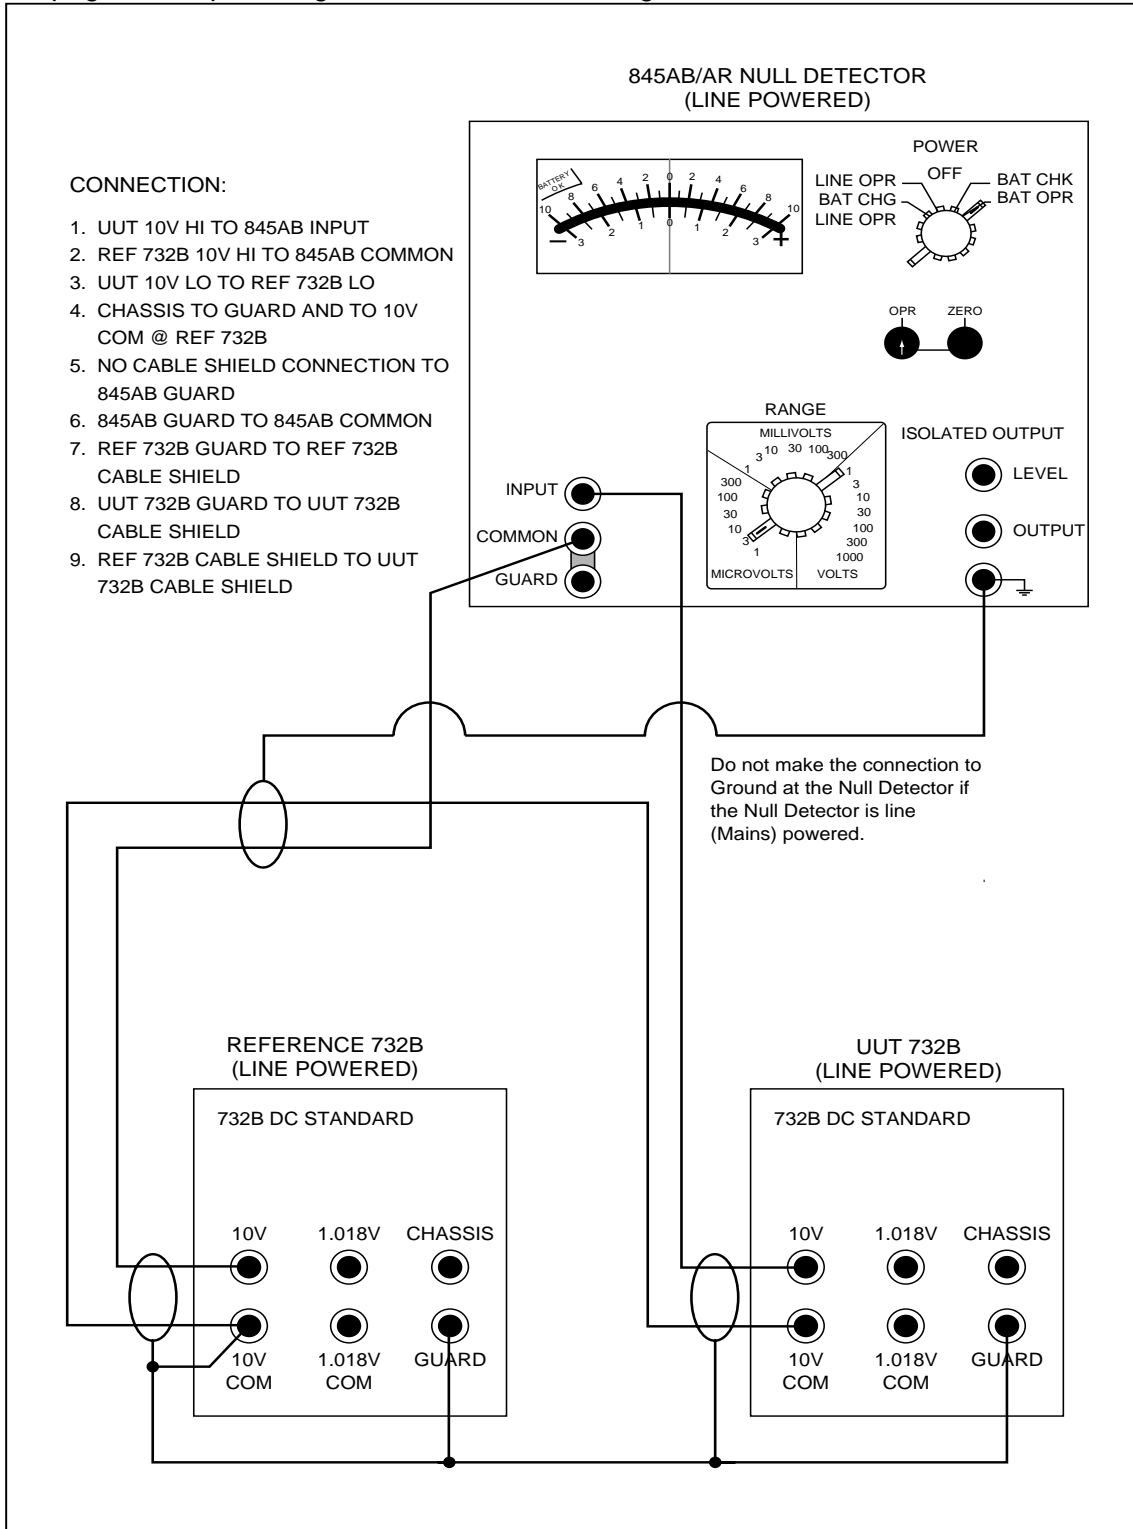 845AB/AR NULL DETECTOR
(LINE POWERED)
CONNECTION:
1. UUT 10V HI TO 845AB INPUT
2. REF 732B 10V HI TO 845AB COMMON
3. UUT 10V LO TO REF 732B LO
4. CHASSIS TO GUARD AND TO 10V
COM @ REF 732B
5. NO CABLE SHIELD CONNECTION TO
845AB GUARD
6. 845AB GUARD TO 845AB COMMON
7. REF 732B GUARD TO REF 732B
CABLE SHIELD
8. UUT 732B GUARD TO UUT 732B
CABLE SHIELD
9. REF 732B CABLE SHIELD TO UUT
732B CABLE SHIELD
BATTERY
OK
10 8 6 4 2 0 2 4 6 8 10
3 2 1 0 1 2 3
− +
POWER
OFF
LINE OPR
BAT CHG
LINE OPR
BAT CHK
BAT OPR
OPR ZERO
RANGE
MILLIVOLTS
1 3 10 30 100 300
300
100
30
10
3
1
MICROVOLTS
1
3
10
30
100
300
1000
VOLTS
ISOLATED OUTPUT
LEVEL
OUTPUT
INPUT
COMMON
GUARD
Do not make the connection to
Ground at the Null Detector if
the Null Detector is line
(Mains) powered.
REFERENCE 732B
(LINE POWERED)
732B DC STANDARD
10V 1.018V CHASSIS
10V COM
1.018V COM
GUARD
UUT 732B
(LINE POWERED)
732B DC STANDARD
10V 1.018V CHASSIS
10V COM
1.018V COM
GUARD